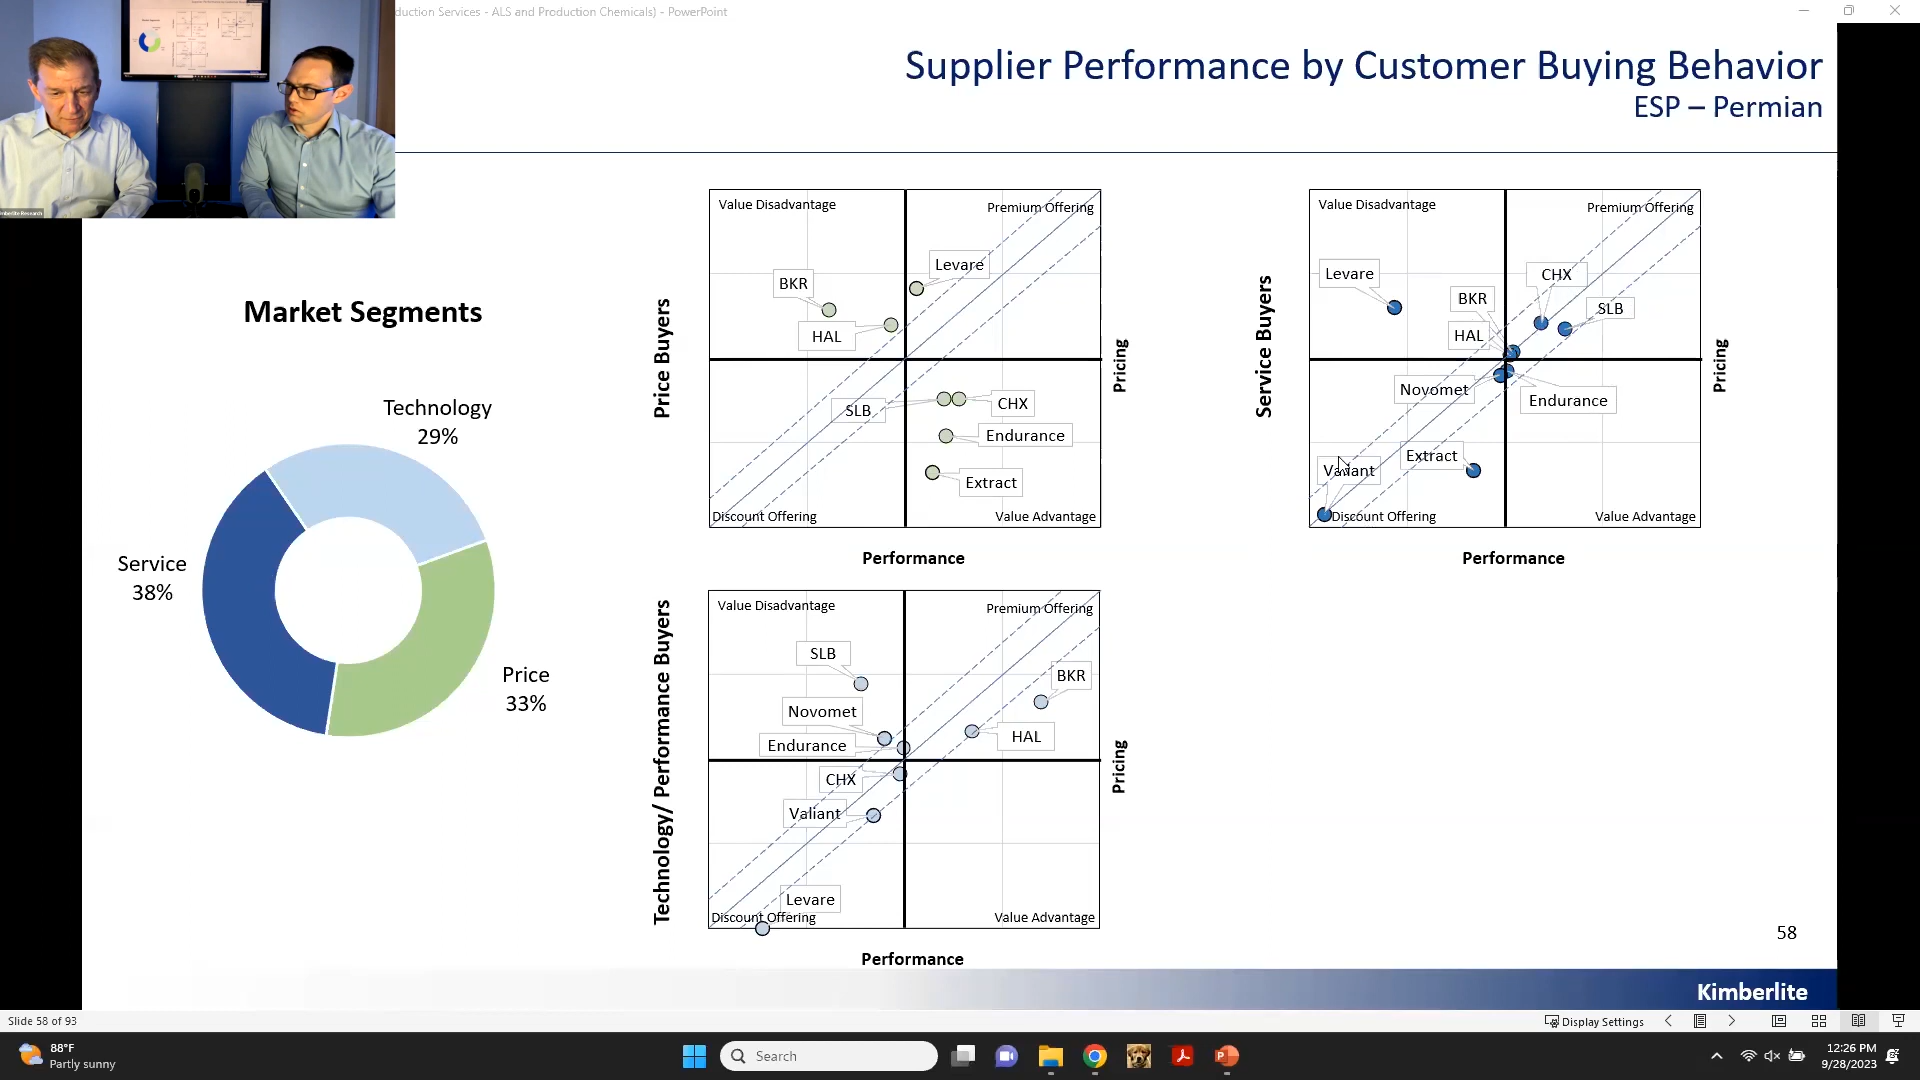 duction Services - ALS and Production Chemicals) - PowerPoint
Supplier Performance by Customer Buying Behavior
ESP – Permian
Market Segments
Technology
29%
Service
38%
Price
33%
Price Buyers
Value Disadvantage
Premium Offering
Levare
BKR
HAL
SLB
CHX
Endurance
Extract
Discount Offering
Value Advantage
Pricing
Performance
Service Buyers
Value Disadvantage
Premium Offering
Levare
CHX
BKR
SLB
HAL
Novomet
Endurance
Extract
Valiant
Discount Offering
Value Advantage
Pricing
Performance
Technology/ Performance Buyers
Value Disadvantage
Premium Offering
SLB
BKR
Novomet
HAL
Endurance
CHX
Valiant
Levare
Discount Offering
Value Advantage
Pricing
Performance
58
Kimberlite
Slide 58 of 93
Display Settings
88°F
Partly sunny
Search
12:26 PM
9/28/2023